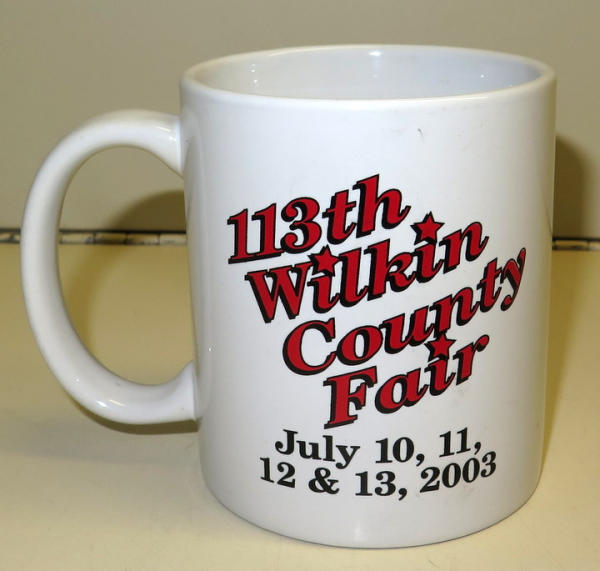 113th
Wilkin
County
Fair
July 10, 11,
12 & 13, 2003